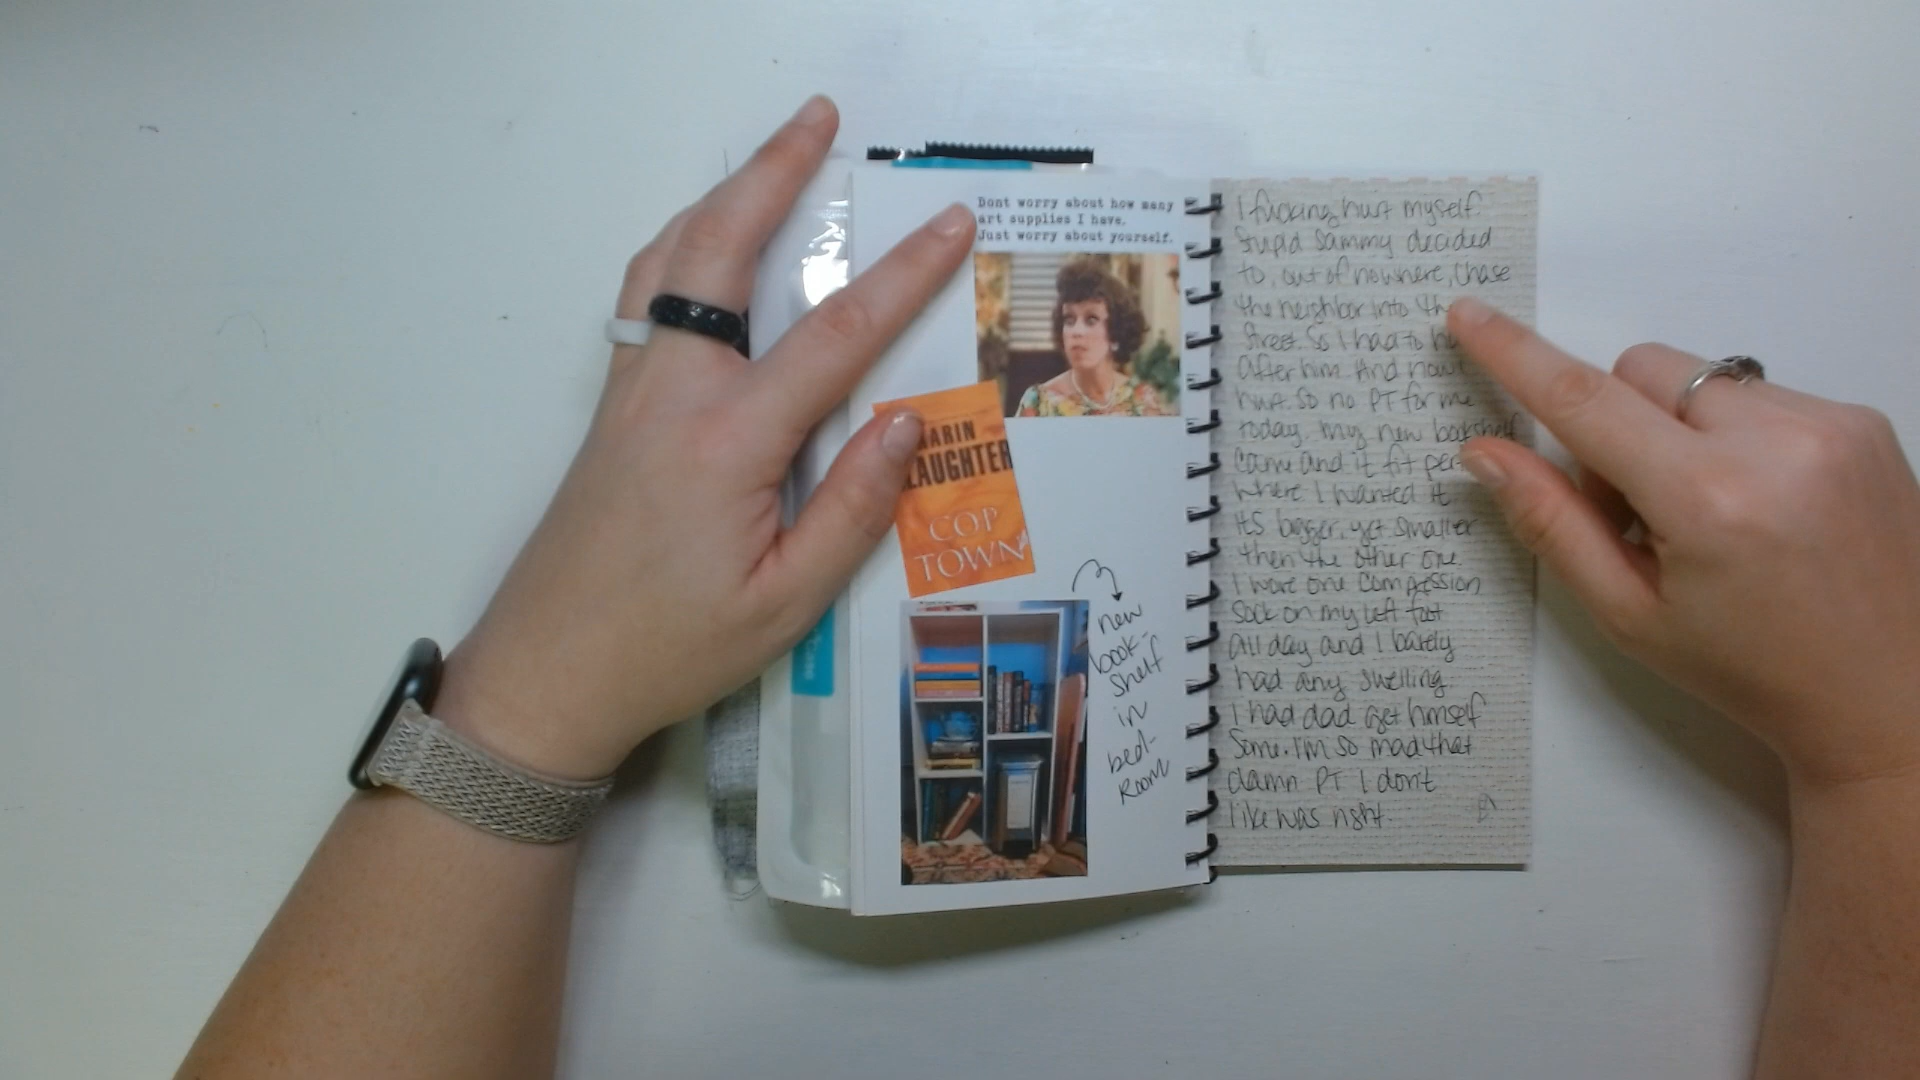 Dont worry about how many
art supplies I have.
Just worry about yourself.
LAUGHTER
COP
TOWN
new
book-
shelf
in
bed-
room
I fucking hurt myself.
Stupid Sammy decided
to, out of nowhere, chase
the neighbor into the
street. So I had to
after him. And now
hurt. So no PT for me
today. My new bookshelf
came and it fit
where I wanted it
its bigger, yet smaller
then the other one.
I wore one compression
sock on my left foot
all day and I barely
had any swelling
I had dad get himself
some. I'm so mad that
damn PT I don't
like was right.